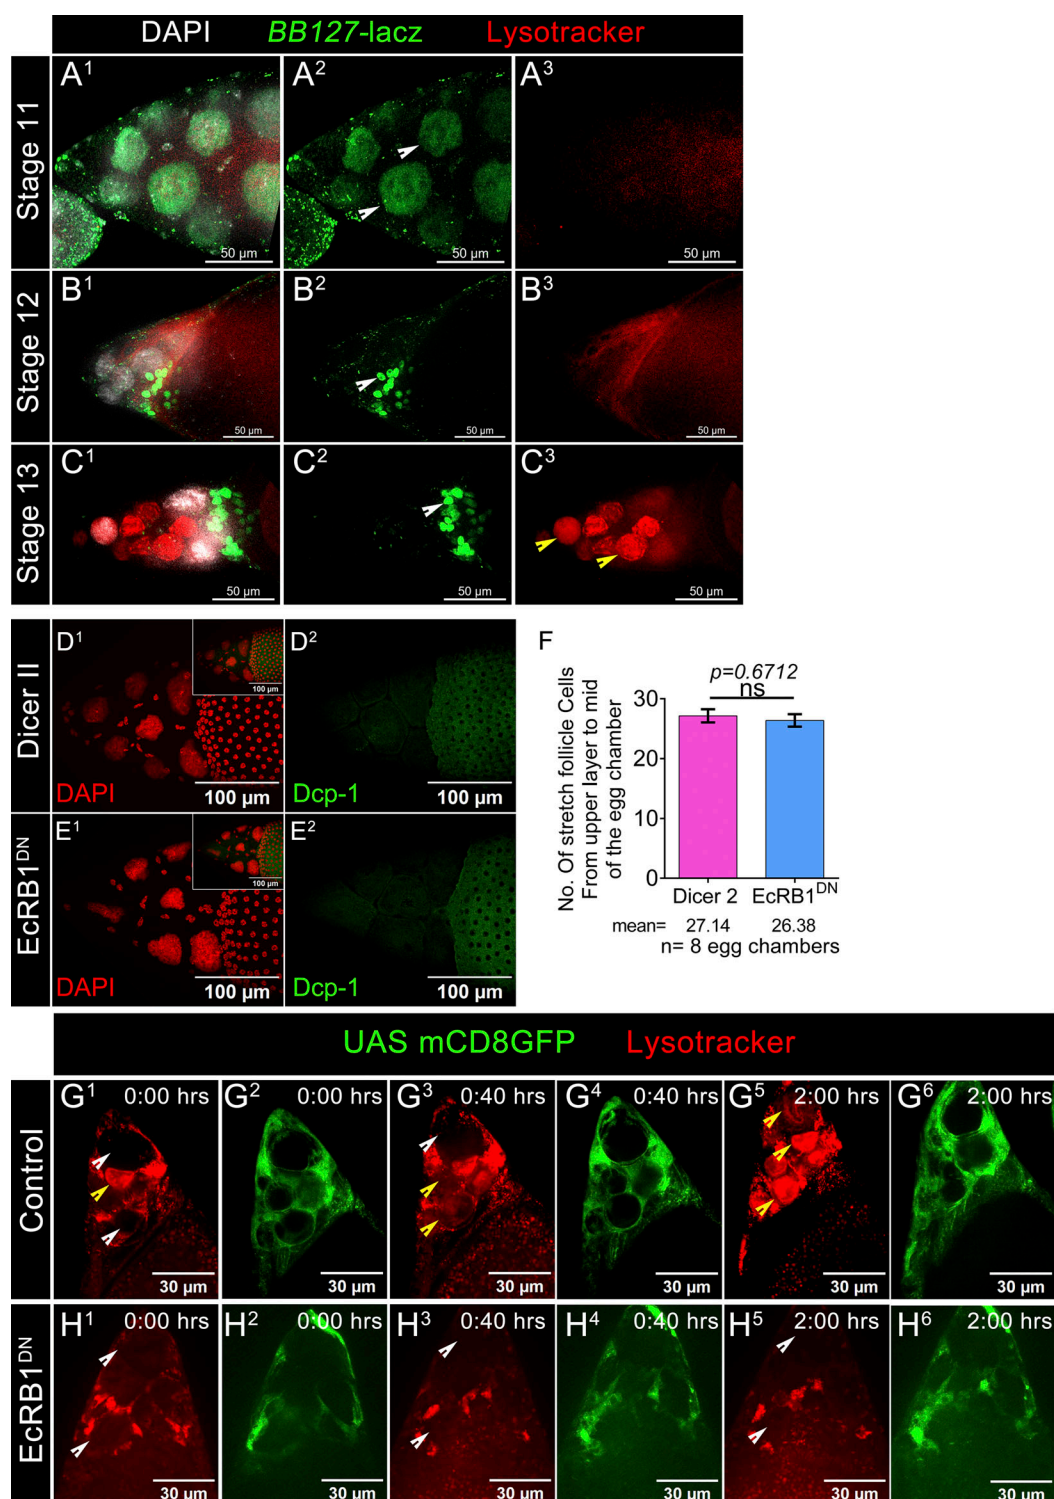 DAPI BB127-lacz Lysotracker
Stage 11
A1 A2 A3
50 µm 50 µm 50 µm
Stage 12
B1 B2 B3
50 µm 50 µm 50 µm
Stage 13
C1 C2 C3
50 µm 50 µm 50 µm
Dicer II
D1 D2
100 µm
DAPI 100 µm Dcp-1 100 µm
EcRB1DN
E1 E2
100 µm
DAPI 100 µm Dcp-1 100 µm
F
p=0.6712
ns
No. Of stretch follicle Cells
From upper layer to mid
of the egg chamber
30
20
10
0
Dicer 2 EcRB1DN
mean= 27.14 26.38
n= 8 egg chambers
UAS mCD8GFP Lysotracker
Control
G1 0:00 hrs G2 0:00 hrs G3 0:40 hrs G4 0:40 hrs G5 2:00 hrs G6 2:00 hrs
30 µm 30 µm 30 µm 30 µm 30 µm 30 µm
EcRB1DN
H1 0:00 hrs H2 0:00 hrs H3 0:40 hrs H4 0:40 hrs H5 2:00 hrs H6 2:00 hrs
30 µm 30 µm 30 µm 30 µm 30 µm 30 µm